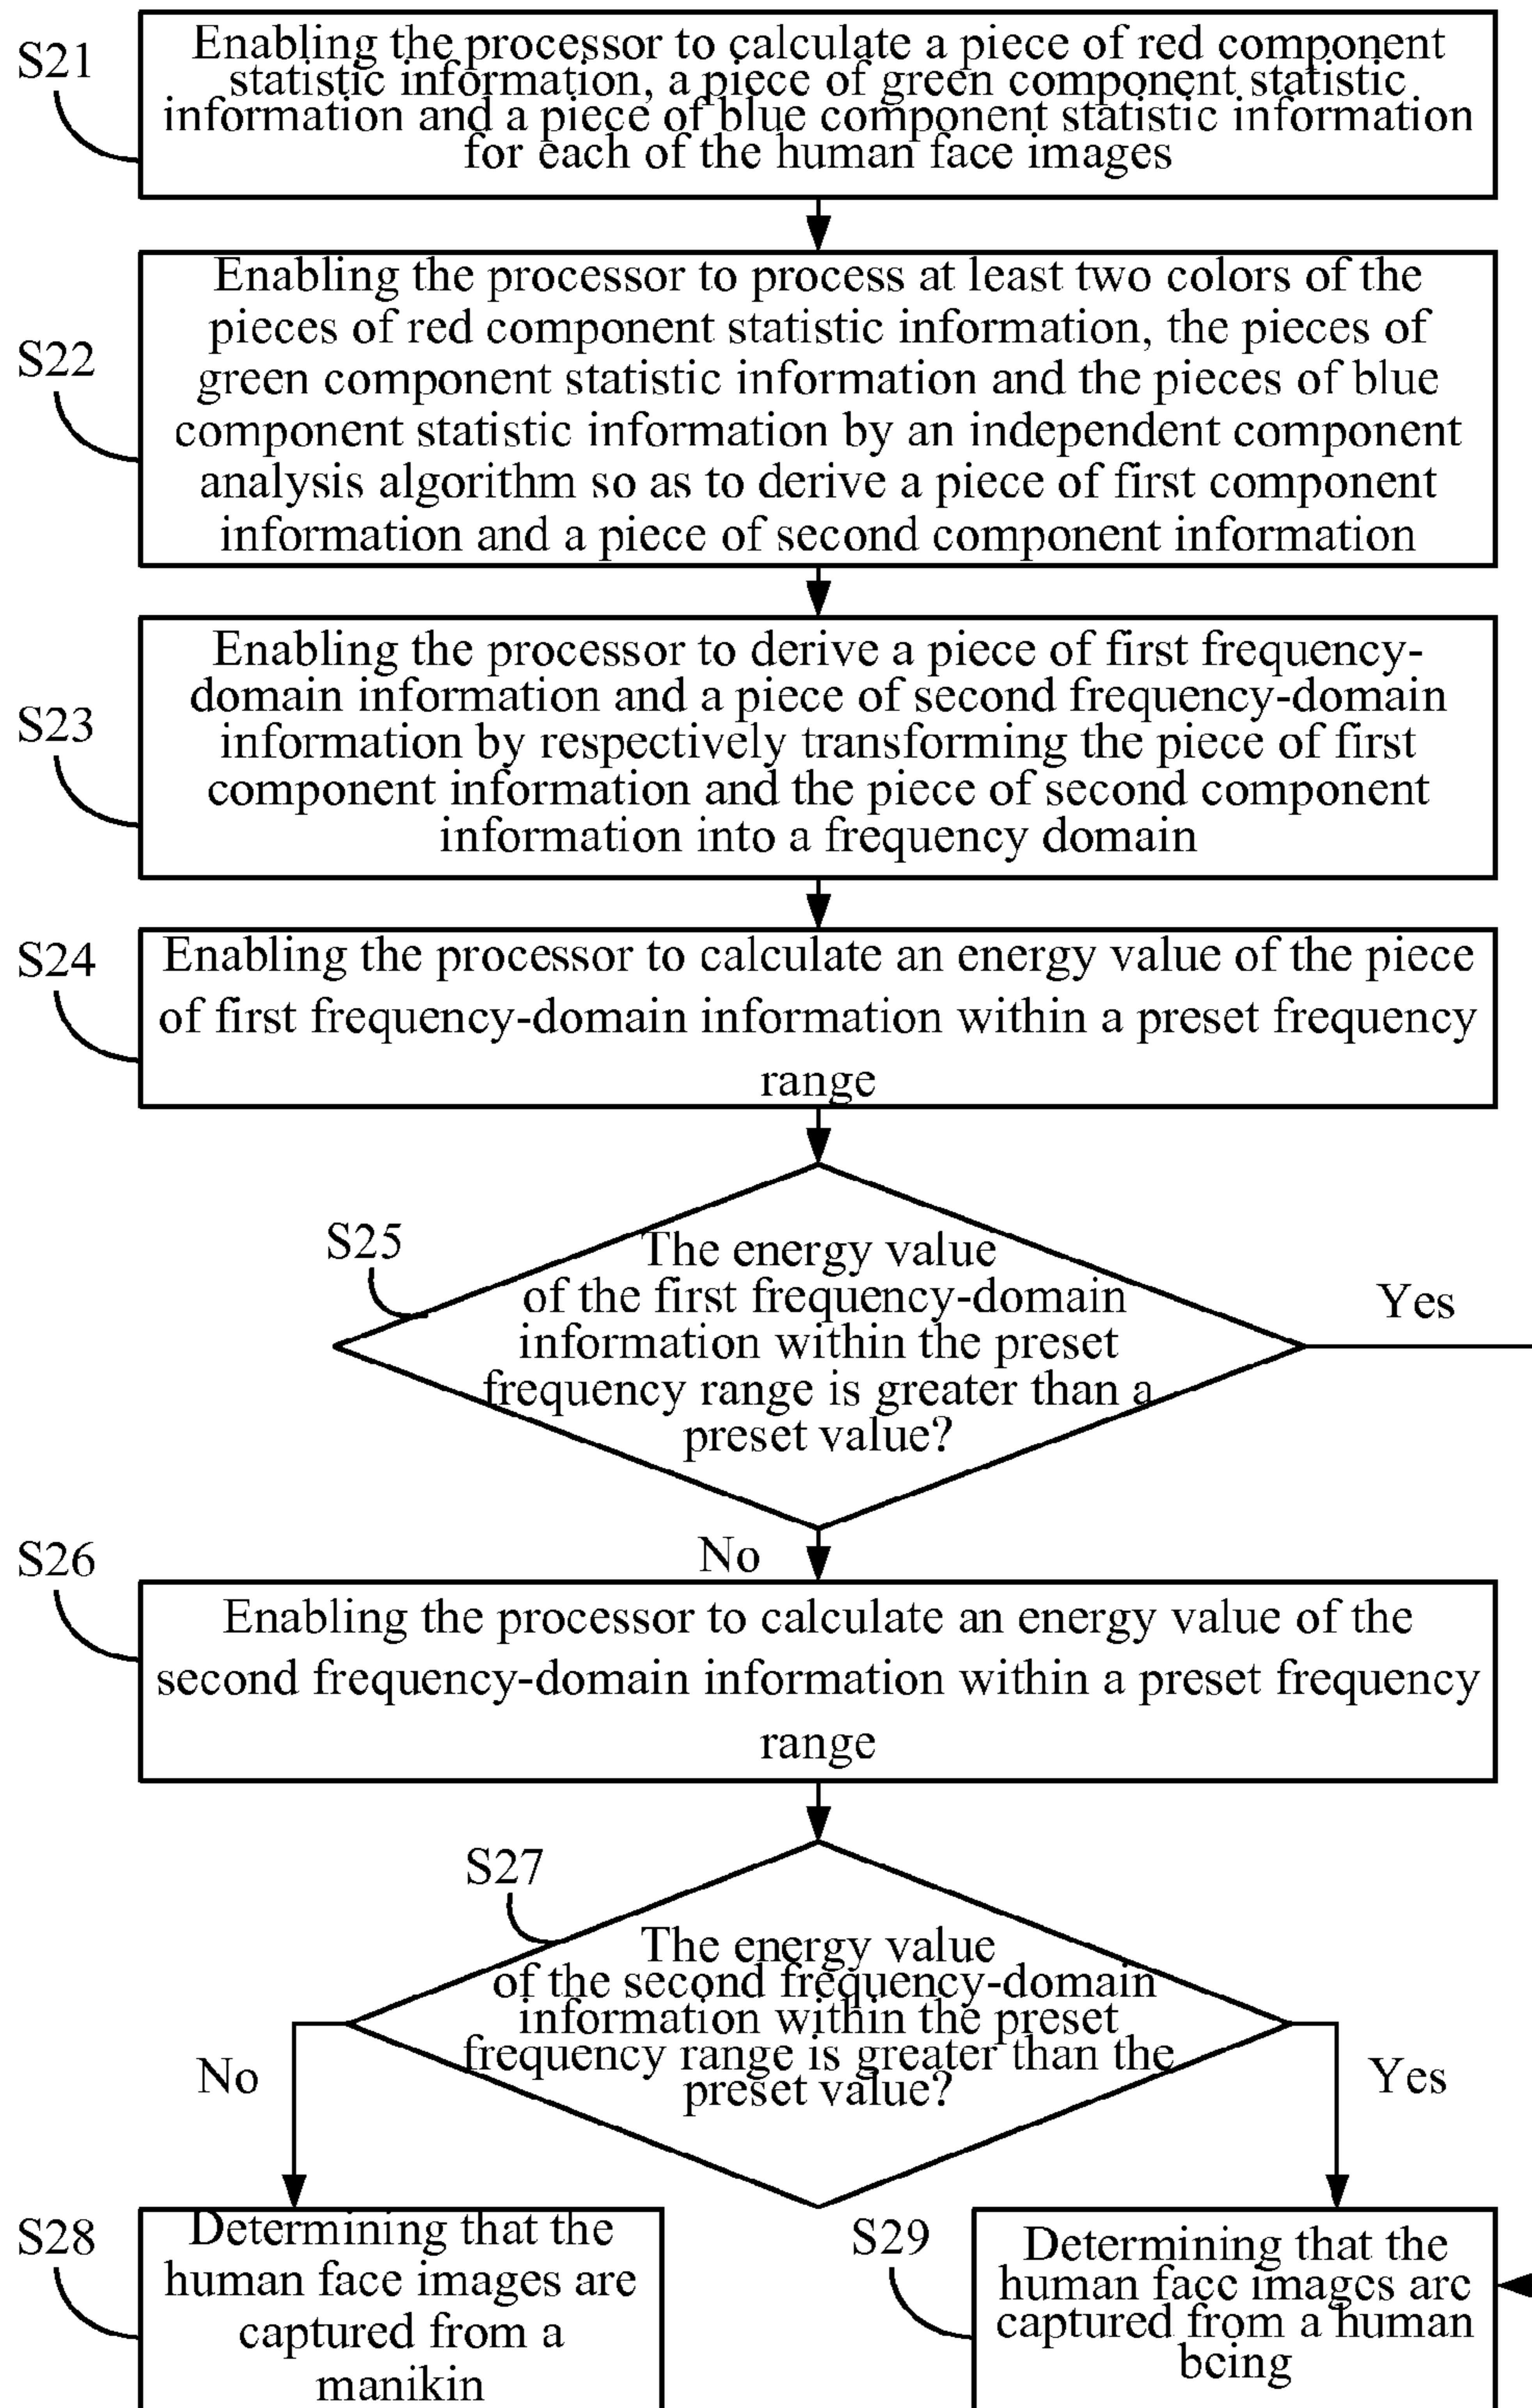 S21
Enabling the processor to calculate a piece of red component
statistic information, a piece of green component statistic
information and a piece of blue component statistic information
for each of the human face images
S22
Enabling the processor to process at least two colors of the
pieces of red component statistic information, the pieces of
green component statistic information and the pieces of blue
component statistic information by an independent component
analysis algorithm so as to derive a piece of first component
information and a piece of second component information
S23
Enabling the processor to derive a piece of first frequency-
domain information and a piece of second frequency-domain
information by respectively transforming the piece of first
component information and the piece of second component
information into a frequency domain
S24
Enabling the processor to calculate an energy value of the piece
of first frequency-domain information within a preset frequency
range
S25
The energy value
of the first frequency-domain
information within the preset
frequency range is greater than a
preset value?
Yes
No
S26
Enabling the processor to calculate an energy value of the
second frequency-domain information within a preset frequency
range
S27
The energy value
of the second frequency-domain
information within the preset
frequency range is greater than the
preset value?
No
Yes
S28
Determining that the
human face images are
captured from a
manikin
S29
Determining that the
human face images are
captured from a human
being